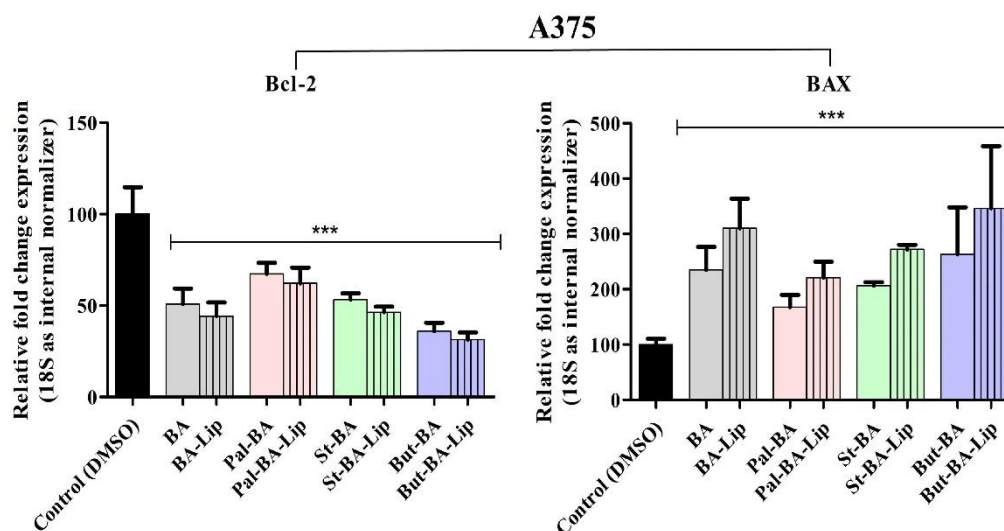 A375
Bcl-2
Relative fold change expression
(18S as internal normalizer)
150
100
50
0
***
Control (DMSO)
BA
BA-Lip
Pal-BA
Pal-BA-Lip
St-BA
St-BA-Lip
But-BA
But-BA-Lip
BAX
Relative fold change expression
(18S as internal normalizer)
500
400
300
200
100
0
***
Control (DMSO)
BA
BA-Lip
Pal-BA
Pal-BA-Lip
St-BA
St-BA-Lip
But-BA
But-BA-Lip